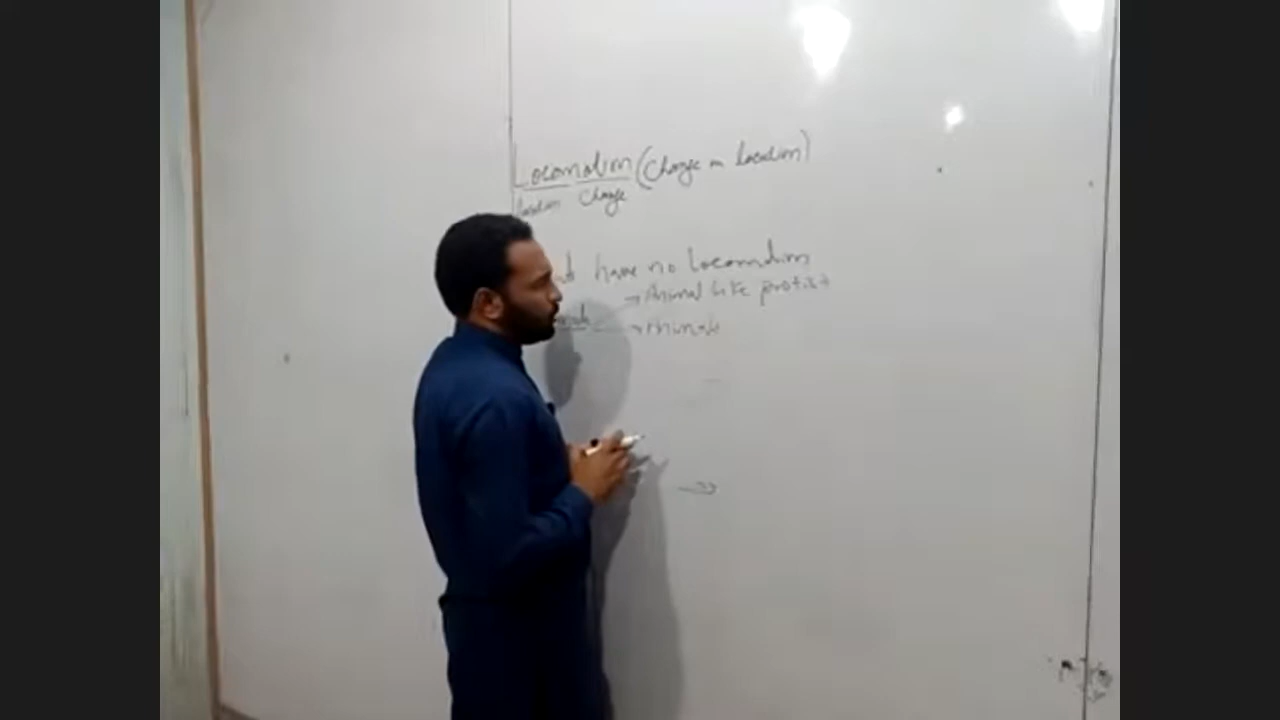 Locomotion (Change in Location)
location change
have no Locomotion
→ Animal like protist
→ Animals